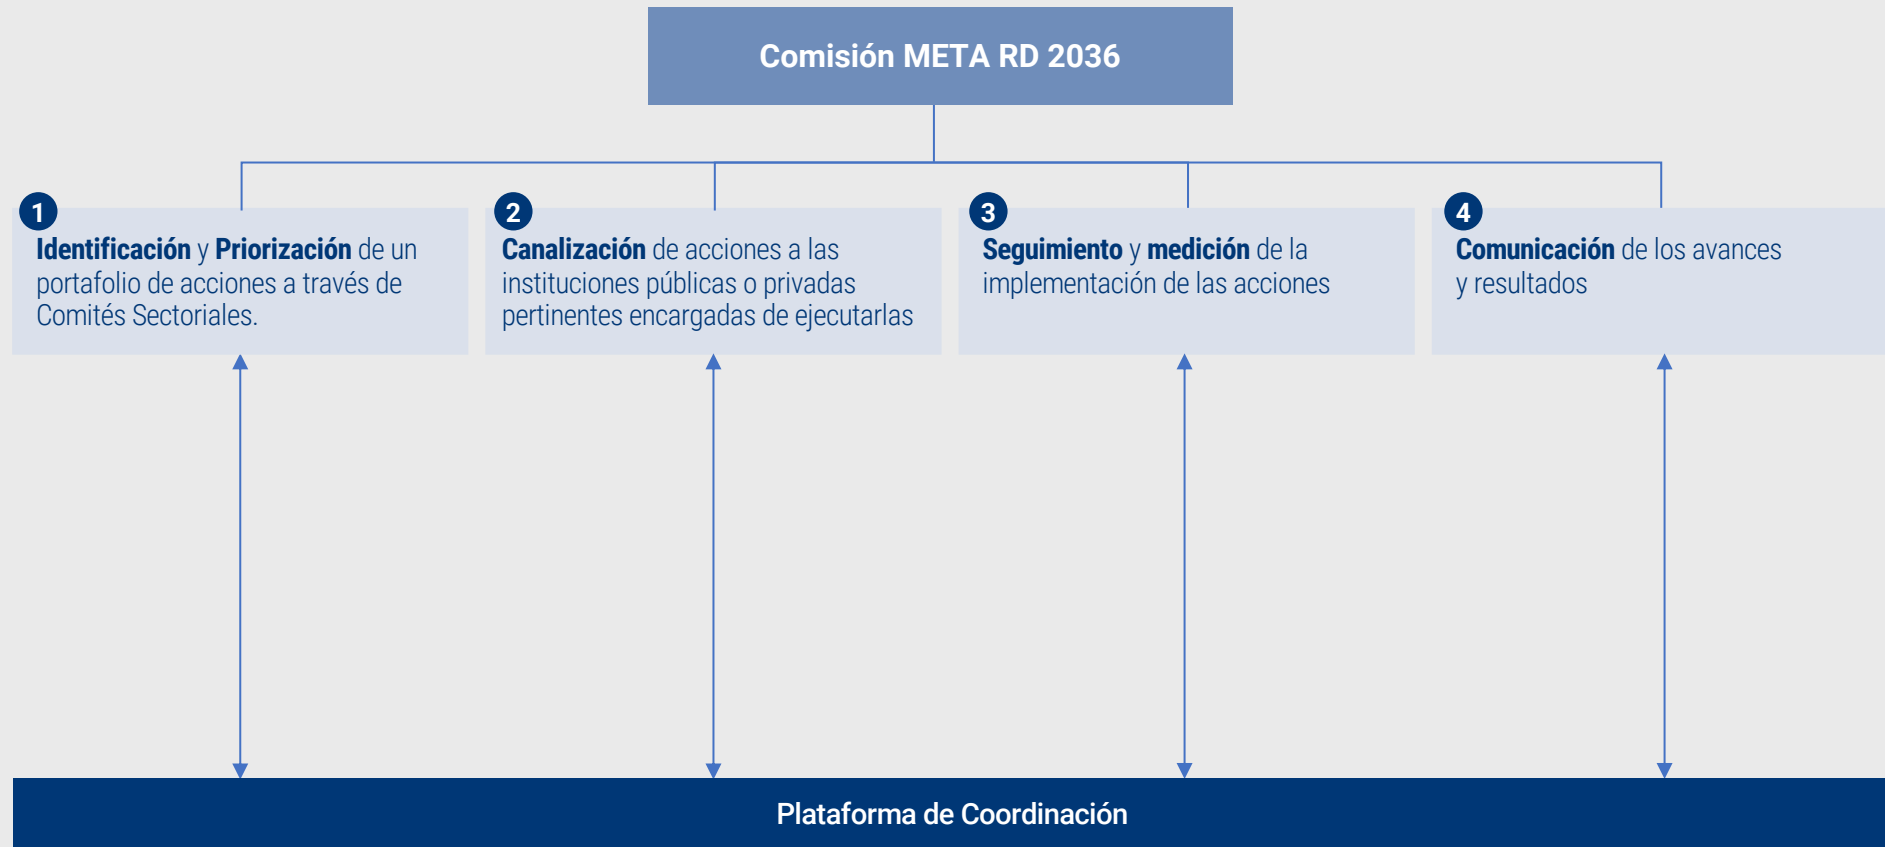 Comisión META RD 2036
1
Identificación y Priorización de un
portafolio de acciones a través de
Comités Sectoriales.
2
Canalización de acciones a las
instituciones públicas o privadas
pertinentes encargadas de ejecutarlas
3
Seguimiento y medición de la
implementación de las acciones
4
Comunicación de los avances
y resultados
Plataforma de Coordinación